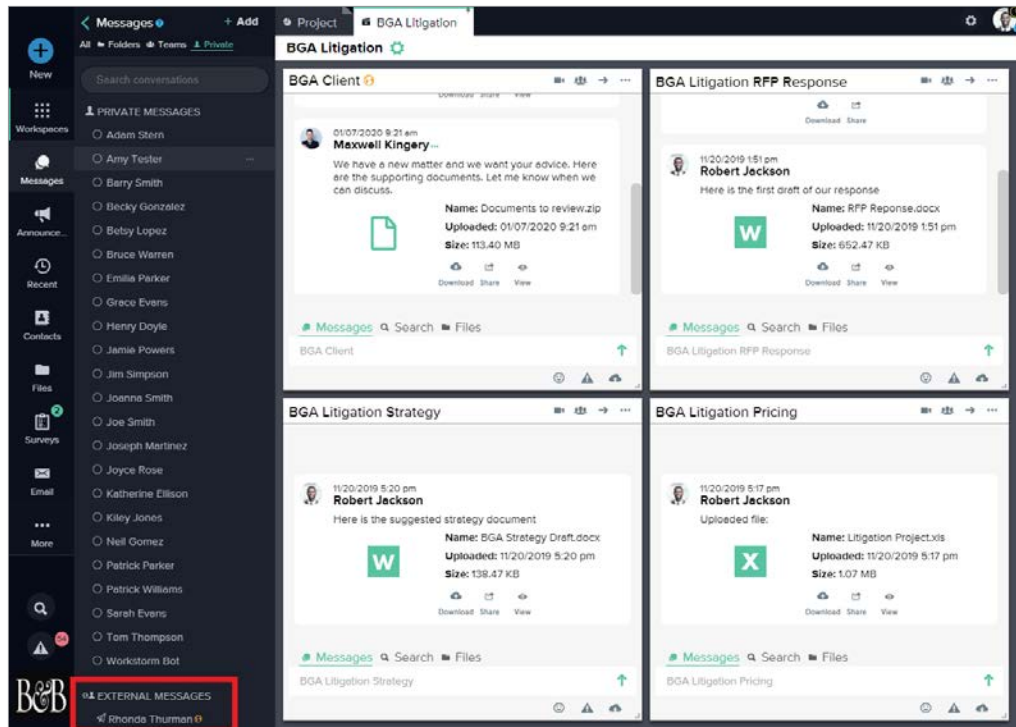 Messages
+ Add
All Folders Teams Private
Search conversations
PRIVATE MESSAGES
Adam Stern
Amy Tester
Barry Smith
Becky Gonzalez
Betsy Lopez
Bruce Warren
Emilia Parker
Grace Evans
Henry Doyle
Jamie Powers
Jim Simpson
Joanna Smith
Joe Smith
Joseph Martinez
Joyce Rose
Katherine Ellison
Kiley Jones
Neil Gomez
Patrick Parker
Patrick Williams
Sarah Evans
Tom Thompson
Workstorm Bot
EXTERNAL MESSAGES
Rhonda Thurman
New
Workspaces
Messages
Announce...
Recent
Contacts
Files
2
Surveys
Email
More
54
B&B
Project
BGA Litigation
BGA Litigation
BGA Client
Download Share View
01/07/2020 9:21 am
Maxwell Kingery
We have a new matter and we want your advice. Here
are the supporting documents. Let me know when we
can discuss.
Name: Documents to review.zip
Uploaded: 01/07/2020 9:21 am
Size: 113.40 MB
Download Share View
Messages Search Files
BGA Client
BGA Litigation RFP Response
Download Share
11/20/2019 1:51 pm
Robert Jackson
Here is the first draft of our response
Name: RFP Reponse.docx
W
Uploaded: 11/20/2019 1:51 pm
Size: 652.47 KB
Download Share View
Messages Search Files
BGA Litigation RFP Response
BGA Litigation Strategy
11/20/2019 5:20 pm
Robert Jackson
Here is the suggested strategy document
Name: BGA Strategy Draft.docx
W
Uploaded: 11/20/2019 5:20 pm
Size: 138.47 KB
Download Share View
Messages Search Files
BGA Litigation Strategy
BGA Litigation Pricing
11/20/2019 5:17 pm
Robert Jackson
Uploaded file:
Name: Litigation Project.xls
X
Uploaded: 11/20/2019 5:17 pm
Size: 1.07 MB
Download Share View
Messages Search Files
BGA Litigation Pricing